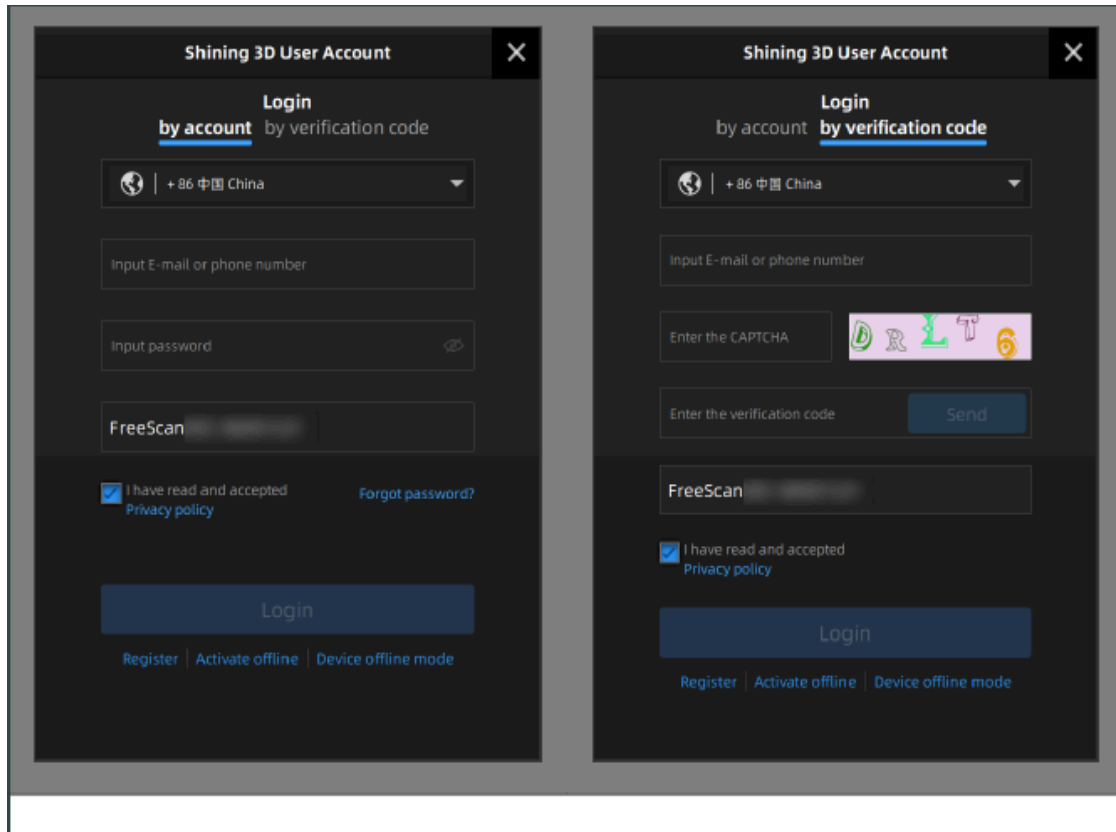 Shining 3D User Account
Login
by account by verification code
+ 86 中国 China
Input E-mail or phone number
Input password
FreeScan
I have read and accepted
Privacy policy
Forgot password?
Login
Register Activate offline Device offline mode
Shining 3D User Account
Login
by account by verification code
+ 86 中国 China
Input E-mail or phone number
Enter the CAPTCHA
DRLT6
Enter the verification code Send
FreeScan
I have read and accepted
Privacy policy
Login
Register Activate offline Device offline mode